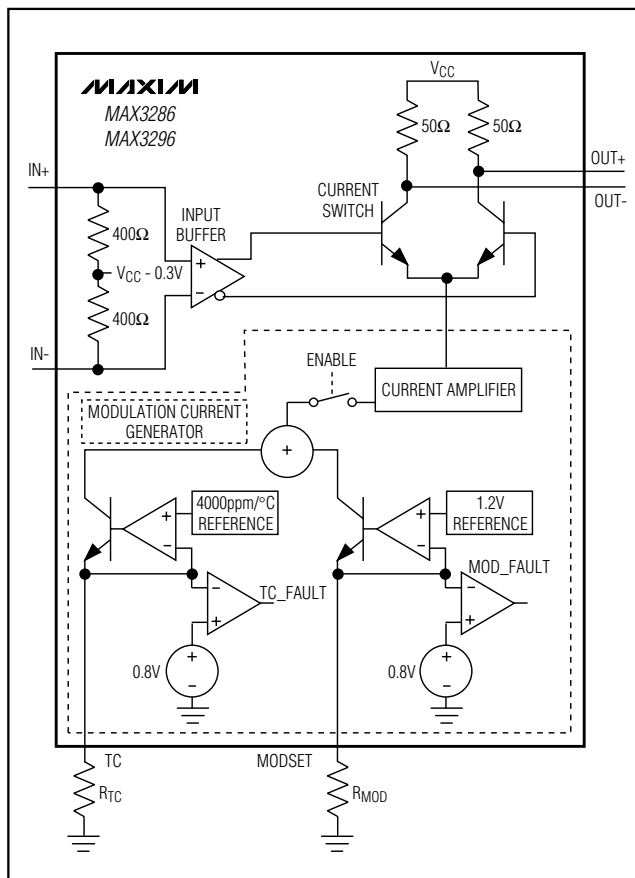 VCC
MAXIM
MAX3286
MAX3296
50Ω
50Ω
OUT+
OUT-
IN+
CURRENT
SWITCH
INPUT
BUFFER
400Ω
+
VCC - 0.3V
-
400Ω
IN-
ENABLE
CURRENT AMPLIFIER
MODULATION CURRENT
GENERATOR
+
4000ppm/°C
REFERENCE
+
-
1.2V
REFERENCE
+
-
TC_FAULT
-
+
MOD_FAULT
-
+
0.8V
+
-
0.8V
+
-
TC
MODSET
RTC
RMOD